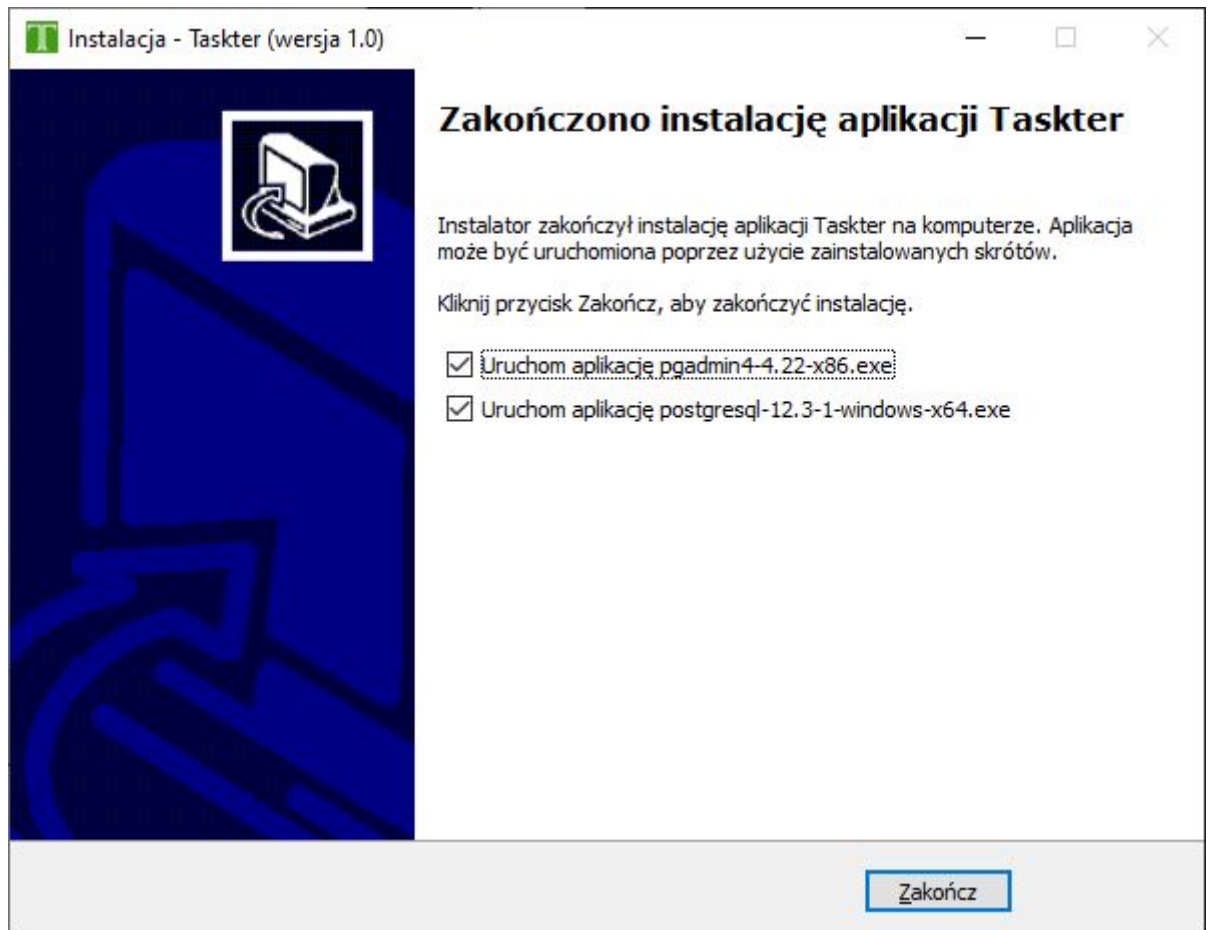 Instalacja - Taskter (wersja 1.0)
Zakończono instalację aplikacji Taskter
Instalator zakończył instalację aplikacji Taskter na komputerze. Aplikacja
może być uruchomiona poprzez użycie zainstalowanych skrótów.
Kliknij przycisk Zakończ, aby zakończyć instalację.
Uruchom aplikację pgadmin4-4.22-x86.exe
Uruchom aplikację postgresql-12.3-1-windows-x64.exe
Zakończ